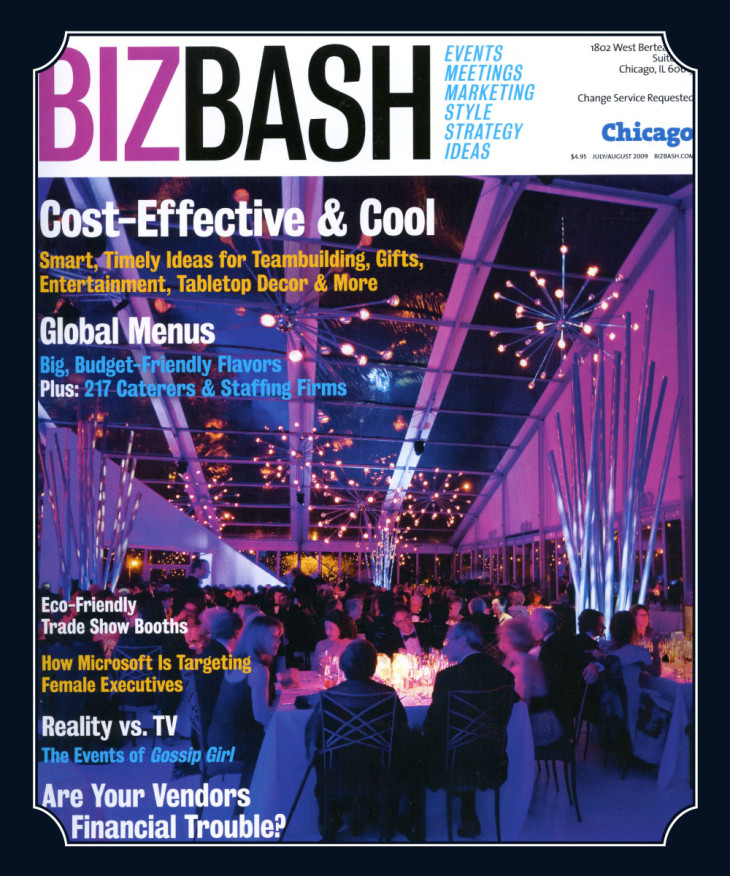 BIZBASH
EVENTS
MEETINGS
MARKETING
STYLE
STRATEGY
IDEAS
1802 West
Chicago, IL
Change Service Requested
Chicago
$4.95 JULY/AUGUST 2009 BIZBASH.COM
Cost-Effective & Cool
Smart, Timely Ideas for Teambuilding, Gifts,
Entertainment, Tabletop Decor & More
Global Menus
Big, Budget-Friendly Flavors
Plus: 217 Caterers & Staffing Firms
Eco-Friendly
Trade Show Booths
How Microsoft Is Targeting
Female Executives
Reality vs. TV
The Events of Gossip Girl
Are Your Vendors
Financial Trouble?